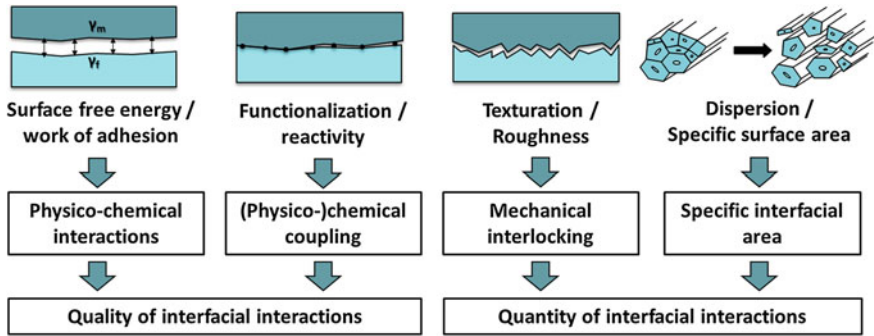 γm
γf
Surface free energy /
work of adhesion
Functionalization /
reactivity
Texturation /
Roughness
Dispersion /
Specific surface area
Physico-chemical
interactions
(Physico-)chemical
coupling
Mechanical
interlocking
Specific interfacial
area
Quality of interfacial interactions
Quantity of interfacial interactions